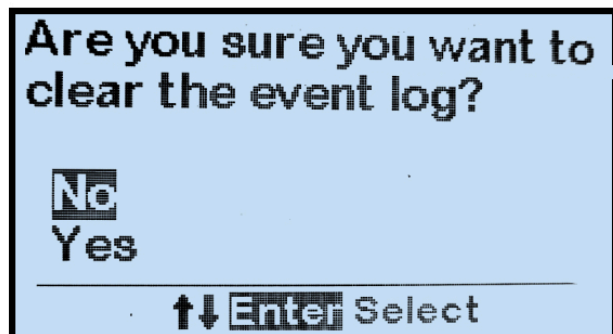 Are you sure you want to
clear the event log?
No
Yes
↑↓ Enter Select